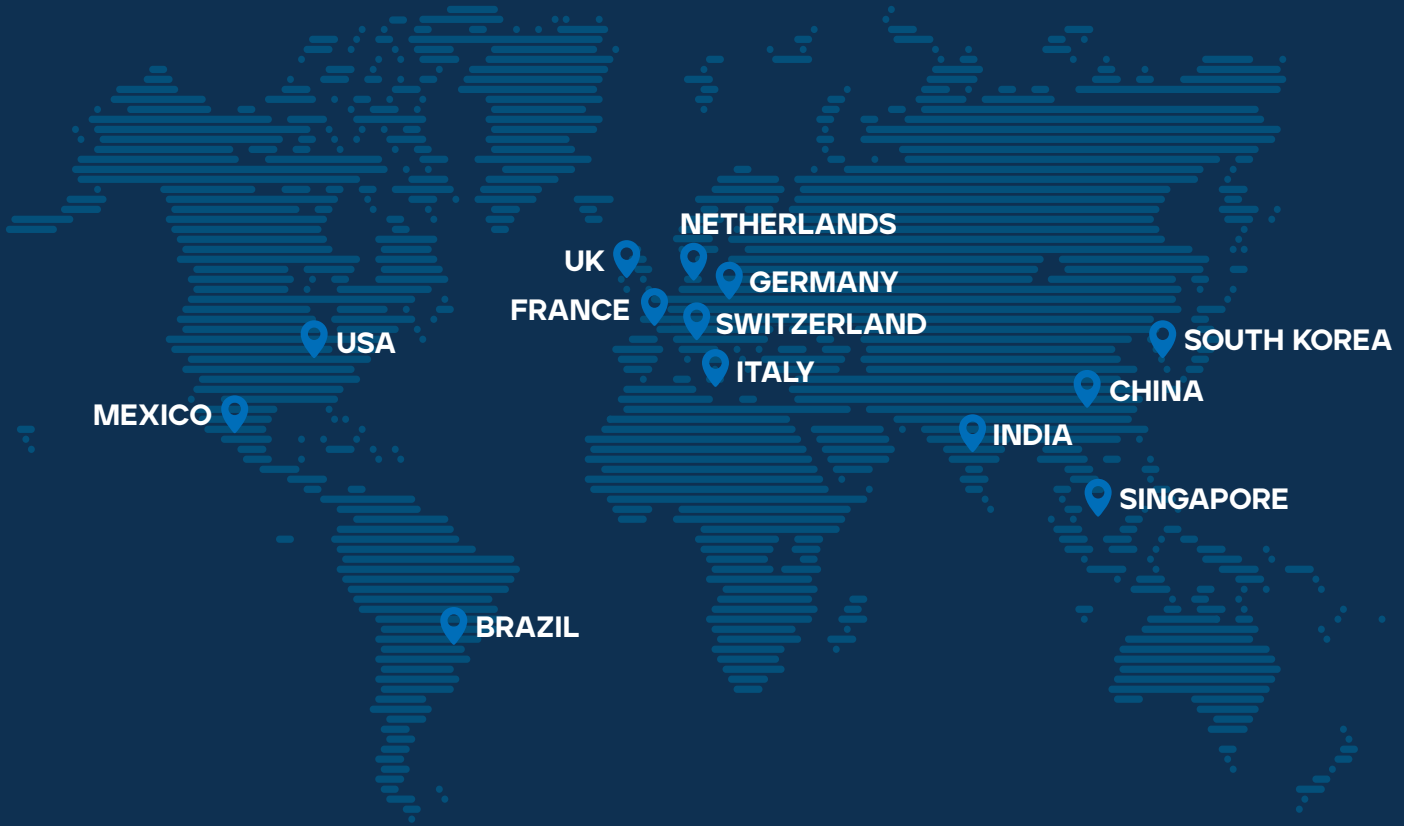 NETHERLANDS
UK
GERMANY
FRANCE
SWITZERLAND
USA
SOUTH KOREA
ITALY
CHINA
MEXICO
INDIA
SINGAPORE
BRAZIL